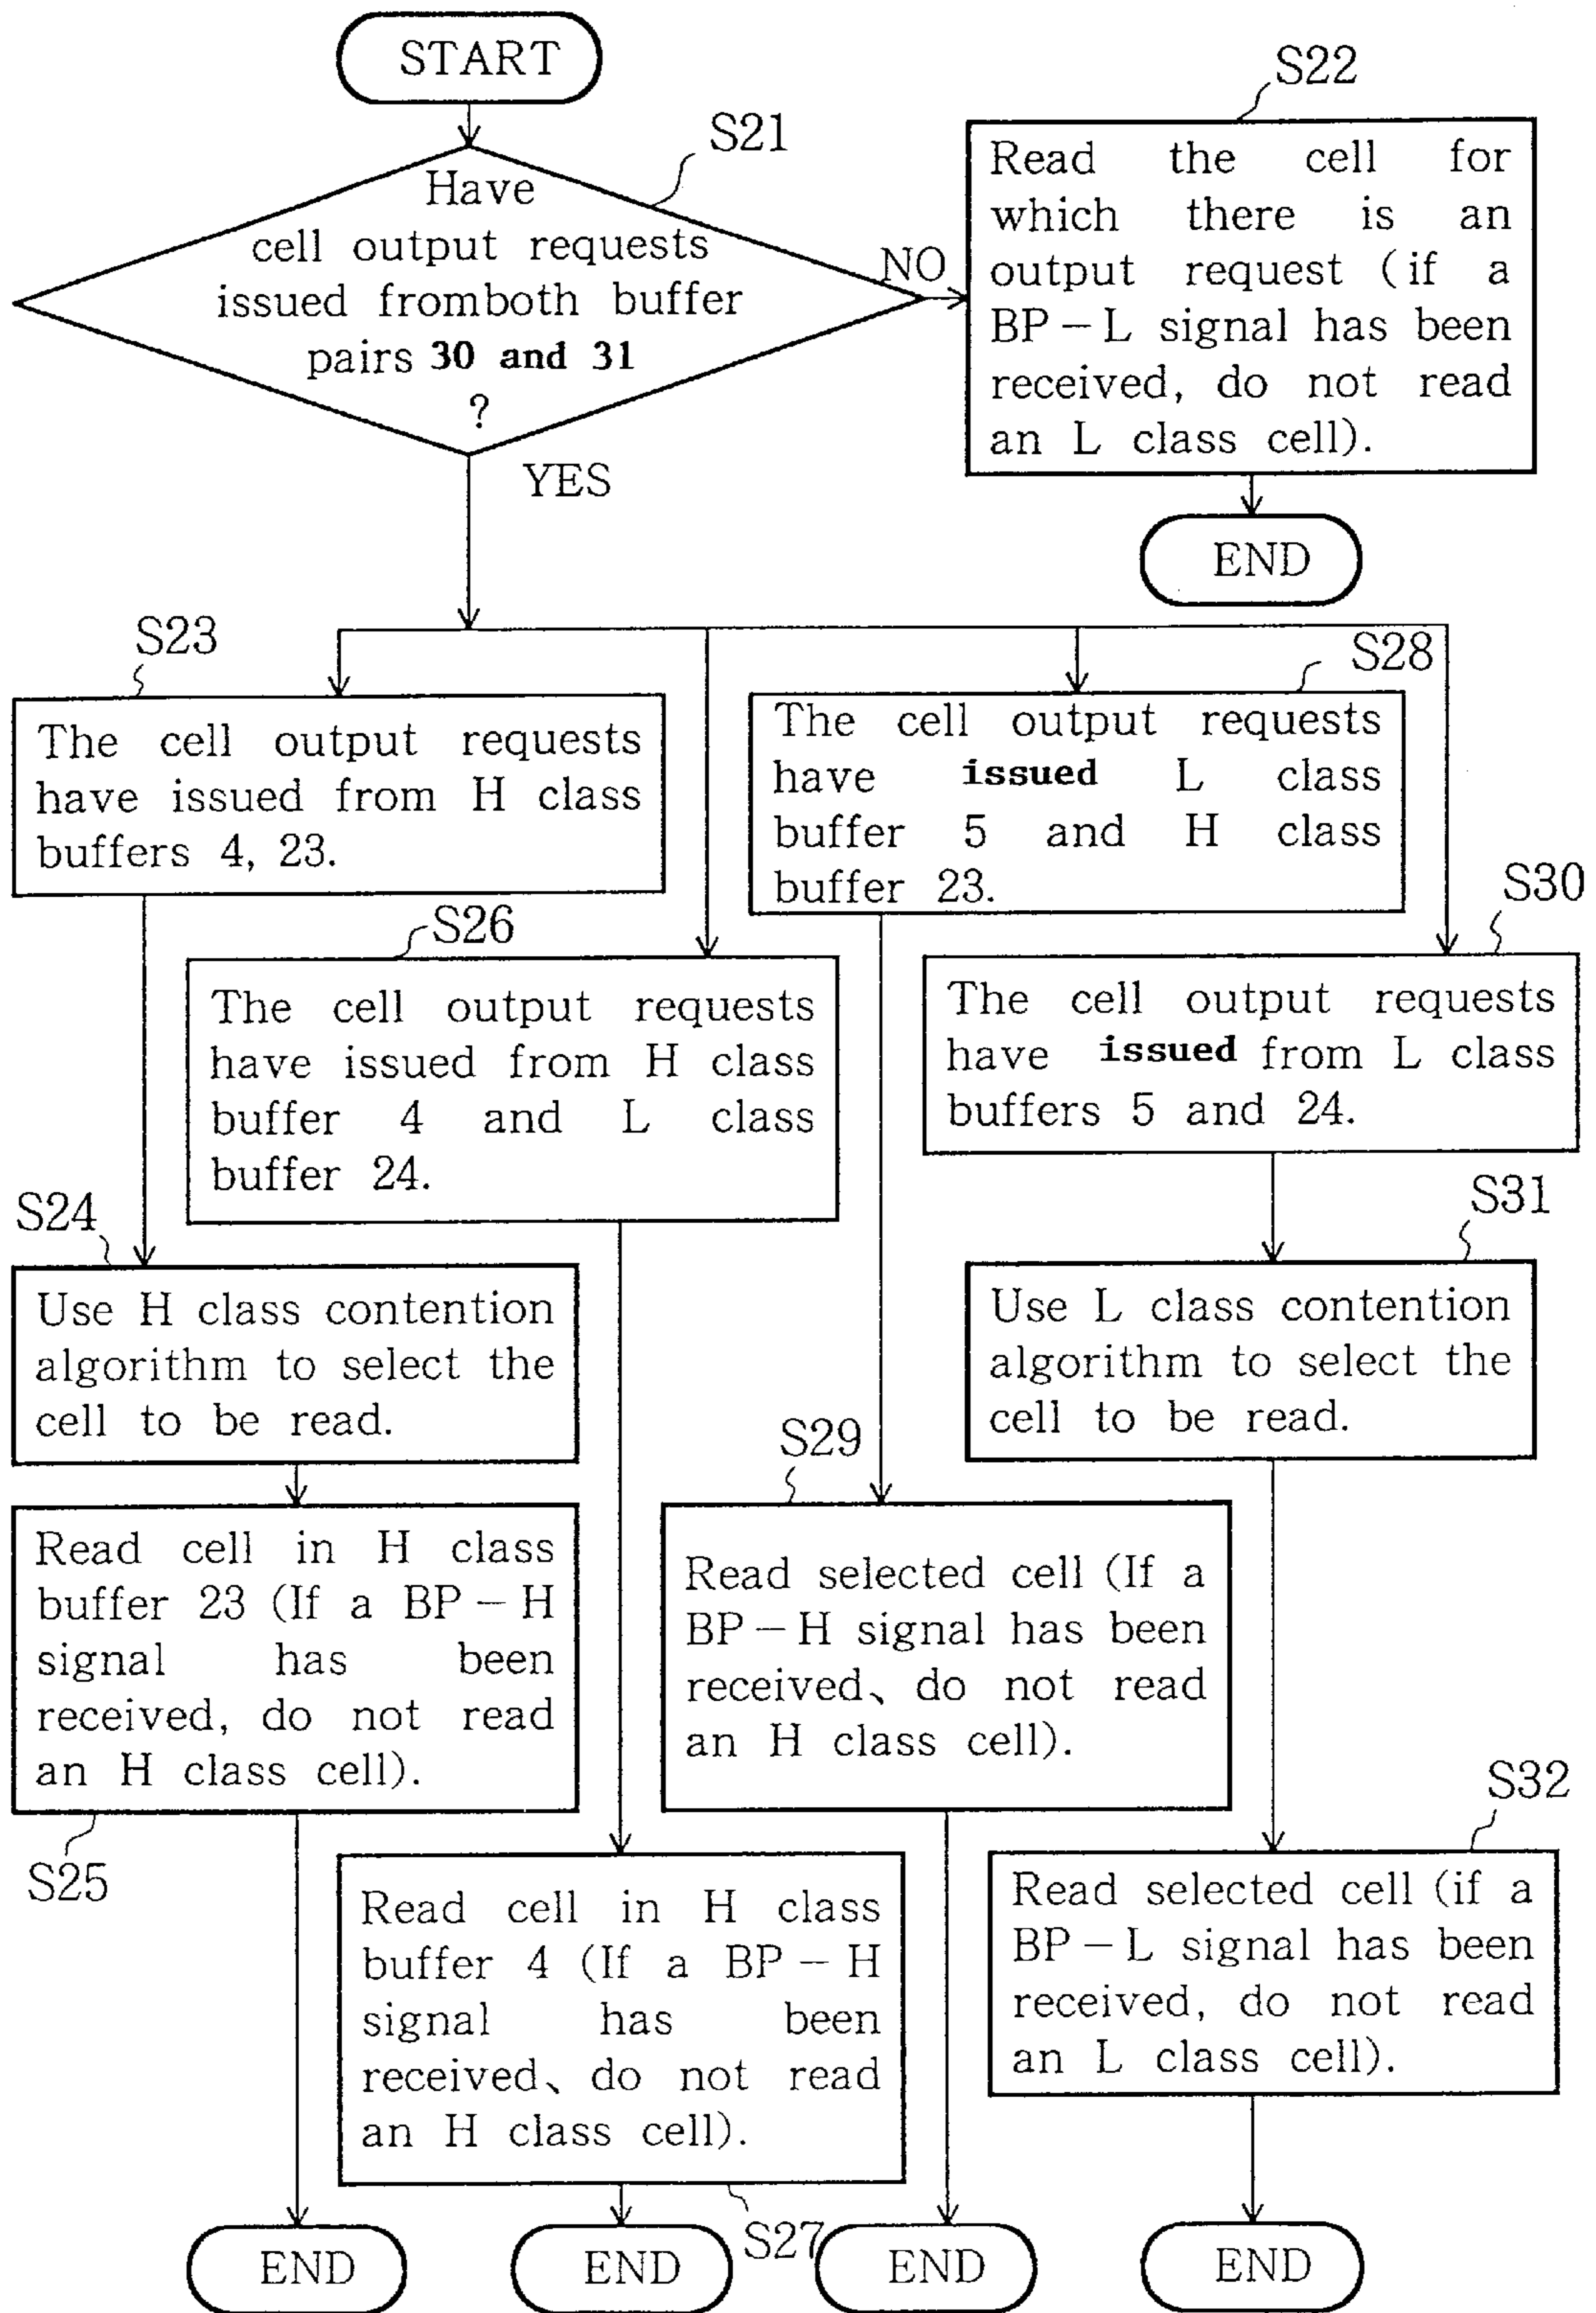 START
S21
Have
cell output requests
issued fromboth buffer
pairs 30 and 31
?
NO
YES
S22
Read the cell for
which there is an
output request (if a
BP-L signal has been
received, do not read
an L class cell).
END
S23
The cell output requests
have issued from H class
buffers 4, 23.
S28
The cell output requests
have issued L class
buffer 5 and H class
buffer 23.
S26
The cell output requests
have issued from H class
buffer 4 and L class
buffer 24.
S30
The cell output requests
have issued from L class
buffers 5 and 24.
S24
Use H class contention
algorithm to select the
cell to be read.
S31
Use L class contention
algorithm to select the
cell to be read.
S29
Read selected cell (If a
BP-H signal has been
received、do not read
an H class cell).
Read cell in H class
buffer 23 (If a BP-H
signal has been
received, do not read
an H class cell).
S25
Read cell in H class
buffer 4 (If a BP-H
signal has been
received、do not read
an H class cell).
S27
S32
Read selected cell (if a
BP-L signal has been
received, do not read
an L class cell).
END
END
END
END